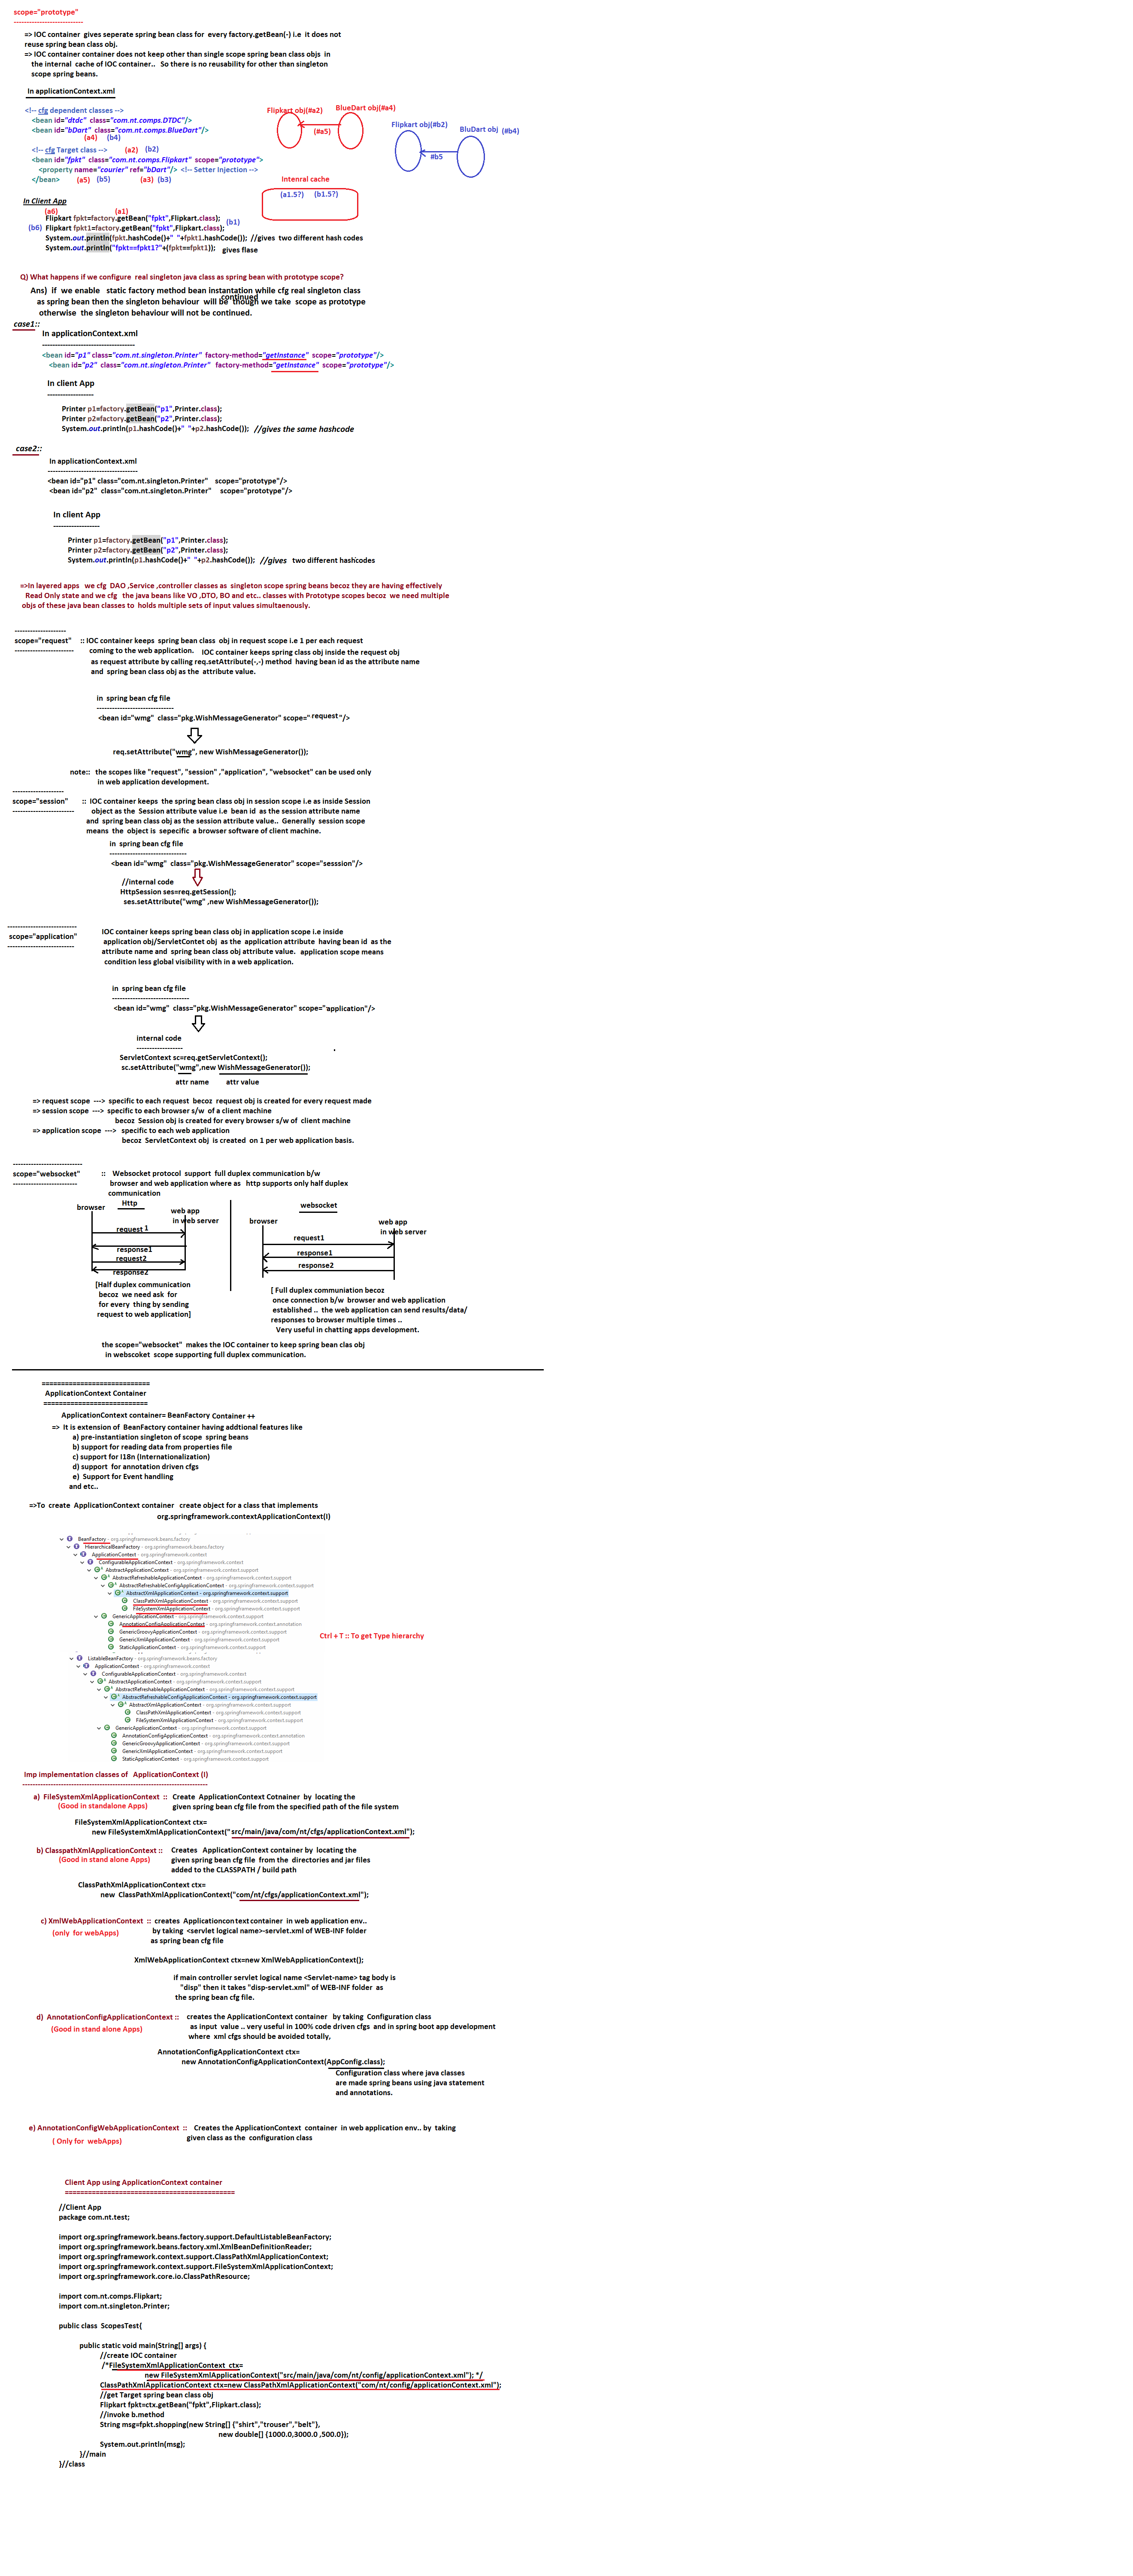 scope="prototype"
---------------------------
=> IOC container  gives seperate spring bean class for  every factory.getBean(-) i.e  it does not
reuse spring bean class obj.
=> IOC container container does not keep other than single scope spring bean class objs  in
the internal  cache of IOC container..   So there is no reusability for other than singleton
scope spring beans.
In applicationContext.xml
<!-- cfg dependent classes -->
<bean id="dtdc"  class="com.nt.comps.DTDC"/>
<bean id="bDart"  class="com.nt.comps.BlueDart"/>
(a4)     (b4)
<!-- cfg Target class -->        (a2)    (b2)
<bean id="fpkt"  class="com.nt.comps.Flipkart"  scope="prototype">
<property name="courier" ref="bDart"/>  <!-- Setter Injection -->
</bean>        (a5)   (b5)              (a3)  (b3)
Flipkart obj(#a2)      BlueDart obj(#a4)
(#a5)
Flipkart obj(#b2)      BluDart obj  (#b4)
#b5
Intenral cache
(a1.5?)     (b1.5?)
In Client App
(a6)                             (a1)
Flipkart fpkt=factory.getBean("fpkt",Flipkart.class);
(b6)  Flipkart fpkt1=factory.getBean("fpkt",Flipkart.class);   (b1)
System.out.println(fpkt.hashCode()+"  "+fpkt1.hashCode());  //gives  two different hash codes
System.out.println("fpkt==fpkt1?"+(fpkt==fpkt1));   gives flase
Q) What happens if we configure  real singleton java class as spring bean with prototype scope?
Ans)  if  we enable   static factory method bean instantation while cfg real singleton class
continued
as spring bean then the singleton behaviour  will be  though we take  scope as prototype
otherwise  the singleton behaviour will not be continued.
case1::
In applicationContext.xml
------------------------------------
<bean id="p1" class="com.nt.singleton.Printer"  factory-method="getInstance"  scope="prototype"/>
<bean id="p2"  class="com.nt.singleton.Printer"   factory-method="getInstance"  scope="prototype"/>
In client App
------------------
Printer p1=factory.getBean("p1",Printer.class);
Printer p2=factory.getBean("p2",Printer.class);
System.out.println(p1.hashCode()+"  "+p2.hashCode());  //gives the same hashcode
case2::
In applicationContext.xml
-----------------------------------
<bean id="p1" class="com.nt.singleton.Printer"    scope="prototype"/>
<bean id="p2"  class="com.nt.singleton.Printer"     scope="prototype"/>
In client App
------------------
Printer p1=factory.getBean("p1",Printer.class);
Printer p2=factory.getBean("p2",Printer.class);
System.out.println(p1.hashCode()+"  "+p2.hashCode());   //gives   two different hashcodes
=>In layered apps   we cfg  DAO ,Service ,controller classes as  singleton scope spring beans becoz they are having effectively
Read Only state and we cfg   the java beans like VO ,DTO, BO and etc.. classes with Prototype scopes becoz  we need multiple
objs of these java bean classes to  holds multiple sets of input values simultaenously.
--------------------
scope="request"     :: IOC container keeps  spring bean class  obj in request scope i.e 1 per each request
-----------------------       coming to the web application.    IOC container keeps spring class obj inside the request obj
as request attribute by calling req.setAttribute(-,-) method  having bean id as the attribute name
and  spring bean class obj as the  attribute value.
in  spring bean cfg file
------------------------------
<bean id="wmg"  class="pkg.WishMessageGenerator" scope="request"/>
req.setAttribute("wmg", new WishMessageGenerator());
note::   the scopes like "request", "session" ,"application", "websocket" can be used only
in web application development.
--------------------
scope="session"        ::  IOC container keeps  the spring bean class obj in session scope i.e as inside Session
------------------------        object as the  Session attribute value i.e  bean id  as the session attribute name
and  spring bean class obj as the session attribute value..  Generally  session scope
means  the  object is  sepecific  a browser software of client machine.
in  spring bean cfg file
------------------------------
<bean id="wmg"  class="pkg.WishMessageGenerator" scope="sesssion"/>
//internal code
HttpSession ses=req.getSession();
ses.setAttribute("wmg" ,new WishMessageGenerator());
---------------------------
scope="application"
--------------------------
IOC container keeps spring bean class obj in application scope i.e inside
application obj/ServletContet obj  as the  application attribute  having bean id  as the
attribute name and  spring bean class obj attribute value.   application scope means
condition less global visibility with in a web application.
in  spring bean cfg file
------------------------------
<bean id="wmg"  class="pkg.WishMessageGenerator" scope="application"/>
internal code
------------------
ServletContext sc=req.getServletContext();
sc.setAttribute("wmg",new WishMessageGenerator());
attr name        attr value
=> request scope  --->  specific to each request  becoz  request obj is created for every request made
=> session scope  --->  specific to each browser s/w  of a client machine
becoz  Session obj is created for every browser s/w of  client machine
=> application scope  --->   specific to each web application
becoz  ServletContext obj  is created  on 1 per web application basis.
---------------------------
scope="websocket"          ::    Websocket protocol  support  full duplex communication b/w
-------------------------       browser and web application where as   http supports only half duplex
communication
Http
browser
web app
in web server
request 1
response1
request2
response2
[Half duplex communication
becoz  we need ask  for
for every  thing by sending
request to web application]
websocket
browser
web app
in web server
request1
response1
response2
[ Full duplex communiation becoz
once connection b/w  browser and web application
established ..  the web application can send results/data/
responses to browser multiple times ..
Very useful in chatting apps development.
the scope="websocket"  makes the IOC container to keep spring bean clas obj
in webscoket  scope supporting full duplex communication.
============================
ApplicationContext Container
===========================
ApplicationContext container= BeanFactory Container ++
=>  It is extension of  BeanFactory container having addtional features like
a) pre-instantiation singleton of scope  spring beans
b) support for reading data from properties file
c) support for I18n (Internationalization)
d) support  for annotation driven cfgs
e)  Support for Event handling
and etc..
=>To  create  ApplicationContext container   create object for a class that implements
org.springframework.contextApplicationContext(I)
BeanFactory - org.springframework.beans.factory
HierarchicalBeanFactory - org.springframework.beans.factory
ApplicationContext - org.springframework.context
ConfigurableApplicationContext - org.springframework.context
AbstractApplicationContext - org.springframework.context.support
AbstractRefreshableApplicationContext - org.springframework.context.support
AbstractRefreshableConfigApplicationContext - org.springframework.context.support
AbstractXmlApplicationContext - org.springframework.context.support
ClassPathXmlApplicationContext - org.springframework.context.support
FileSystemXmlApplicationContext - org.springframework.context.support
GenericApplicationContext - org.springframework.context.support
AnnotationConfigApplicationContext - org.springframework.context.annotation
GenericGroovyApplicationContext - org.springframework.context.support
GenericXmlApplicationContext - org.springframework.context.support
StaticApplicationContext - org.springframework.context.support
Ctrl + T :: To get Type hierarchy
ListableBeanFactory - org.springframework.beans.factory
ApplicationContext - org.springframework.context
ConfigurableApplicationContext - org.springframework.context
AbstractApplicationContext - org.springframework.context.support
AbstractRefreshableApplicationContext - org.springframework.context.support
AbstractRefreshableConfigApplicationContext - org.springframework.context.support
AbstractXmlApplicationContext - org.springframework.context.support
ClassPathXmlApplicationContext - org.springframework.context.support
FileSystemXmlApplicationContext - org.springframework.context.support
GenericApplicationContext - org.springframework.context.support
AnnotationConfigApplicationContext - org.springframework.context.annotation
GenericGroovyApplicationContext - org.springframework.context.support
GenericXmlApplicationContext - org.springframework.context.support
StaticApplicationContext - org.springframework.context.support
Imp implementation classes of   ApplicationContext (I)
------------------------------------------------------------------------
a)  FileSystemXmlApplicationContext  ::   Create  ApplicationContext Cotnainer  by  locating the
(Good in standalone Apps)            given spring bean cfg file from the specified path of the file system
FileSystemXmlApplicationContext ctx=
new FileSystemXmlApplicationContext("src/main/java/com/nt/cfgs/applicationContext.xml");
b) ClasspathXmlApplicationContext ::    Creates   ApplicationContext container by  locating the
(Good in stand alone Apps)         given spring bean cfg file  from  the  directories and jar files
added to the CLASSPATH / build path
ClassPathXmlApplicationContext ctx=
new  ClassPathXmlApplicationContext("com/nt/cfgs/applicationContext.xml");
c) XmlWebApplicationContext  ::  creates  Applicationcontext container  in web application env..
(only  for webApps)                by taking  <servlet logical name>-servlet.xml of WEB-INF folder
as spring bean cfg file
XmlWebApplicationContext ctx=new XmlWebApplicationContext();
if main controller servlet logical name <Servlet-name> tag body is
"disp" then it takes "disp-servlet.xml" of WEB-INF folder  as
the spring bean cfg file.
d)  AnnotationConfigApplicationContext ::    creates the ApplicationContext container   by taking  Configuration class
(Good in stand alone Apps)                      as input  value .. very useful in 100% code driven cfgs  and in spring boot app development
where  xml cfgs should be avoided totally,
AnnotationConfigApplicationContext ctx=
new AnnotationConfigApplicationContext(AppConfig.class);
Configuration class where java classes
are made spring beans using java statement
and annotations.
e) AnnotationConfigWebApplicationContext  ::    Creates the ApplicationContext  container  in web application env.. by  taking
( Only for  webApps)                                given class as the  configuration class
Client App using ApplicationContext container
============================================
//Client App
package com.nt.test;
import org.springframework.beans.factory.support.DefaultListableBeanFactory;
import org.springframework.beans.factory.xml.XmlBeanDefinitionReader;
import org.springframework.context.support.ClassPathXmlApplicationContext;
import org.springframework.context.support.FileSystemXmlApplicationContext;
import org.springframework.core.io.ClassPathResource;
import com.nt.comps.Flipkart;
import com.nt.singleton.Printer;
public class  ScopesTest{
public static void main(String[] args) {
//create IOC container
/*FileSystemXmlApplicationContext  ctx=
new FileSystemXmlApplicationContext("src/main/java/com/nt/config/applicationContext.xml"); */
ClassPathXmlApplicationContext ctx=new ClassPathXmlApplicationContext("com/nt/config/applicationContext.xml");
//get Target spring bean class obj
Flipkart fpkt=ctx.getBean("fpkt",Flipkart.class);
//invoke b.method
String msg=fpkt.shopping(new String[] {"shirt","trouser","belt"},
new double[] {1000.0,3000.0 ,500.0});
System.out.println(msg);
}//main
}//class